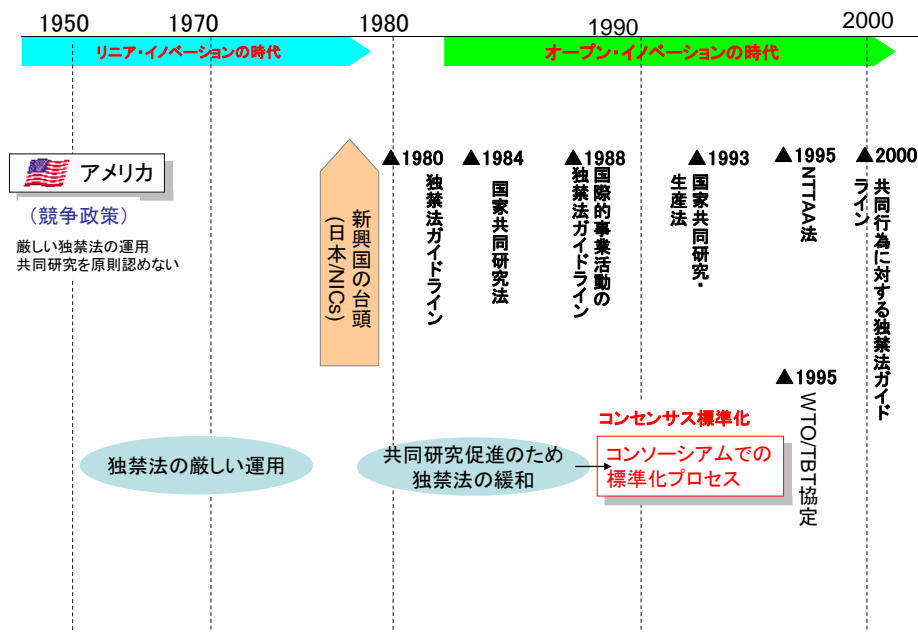 1950 1970 1980 1990 2000
リニア・イノベーションの時代
オープン・イノベーションの時代
アメリカ
(競争政策)
厳しい独禁法の運用
共同研究を原則認めない
新興国の台頭
(日本/NICs)
▲1980
独禁法ガイドライン
▲1984
国家共同研究法
▲1988
国際的事業活動の
独禁法ガイドライン
▲1993
国家共同研究・
生産法
▲1995
NTTAA法
▲2000
共同行為に対する独禁法ガイド
ライン
▲1995
WTO/TBT協定
コンセンサス標準化
コンソーシアムでの
標準化プロセス
独禁法の厳しい運用
共同研究促進のため
独禁法の緩和